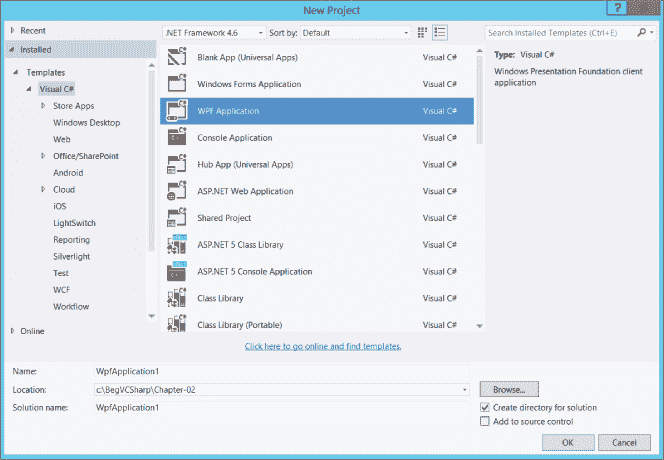 New Project
?
Recent
Installed
Templates
Visual C#
Store Apps
Windows Desktop
Web
Office/SharePoint
Android
Cloud
iOS
LightSwitch
Reporting
Silverlight
Test
WCF
Workflow
Online
.NET Framework 4.6
Sort by: Default
Blank App (Universal Apps) Visual C#
Windows Forms Application Visual C#
WPF Application Visual C#
Console Application Visual C#
Hub App (Universal Apps) Visual C#
ASP.NET Web Application Visual C#
Shared Project Visual C#
ASP.NET 5 Class Library Visual C#
ASP.NET 5 Console Application Visual C#
Class Library Visual C#
Class Library (Portable) Visual C#
Click here to go online and find templates.
Search Installed Templates (Ctrl+E)
Type: Visual C#
Windows Presentation Foundation client
application
Name: WpfApplication1
Location: c:\BegVCSharp\Chapter-02
Browse...
Solution name: WpfApplication1
Create directory for solution
Add to source control
OK Cancel